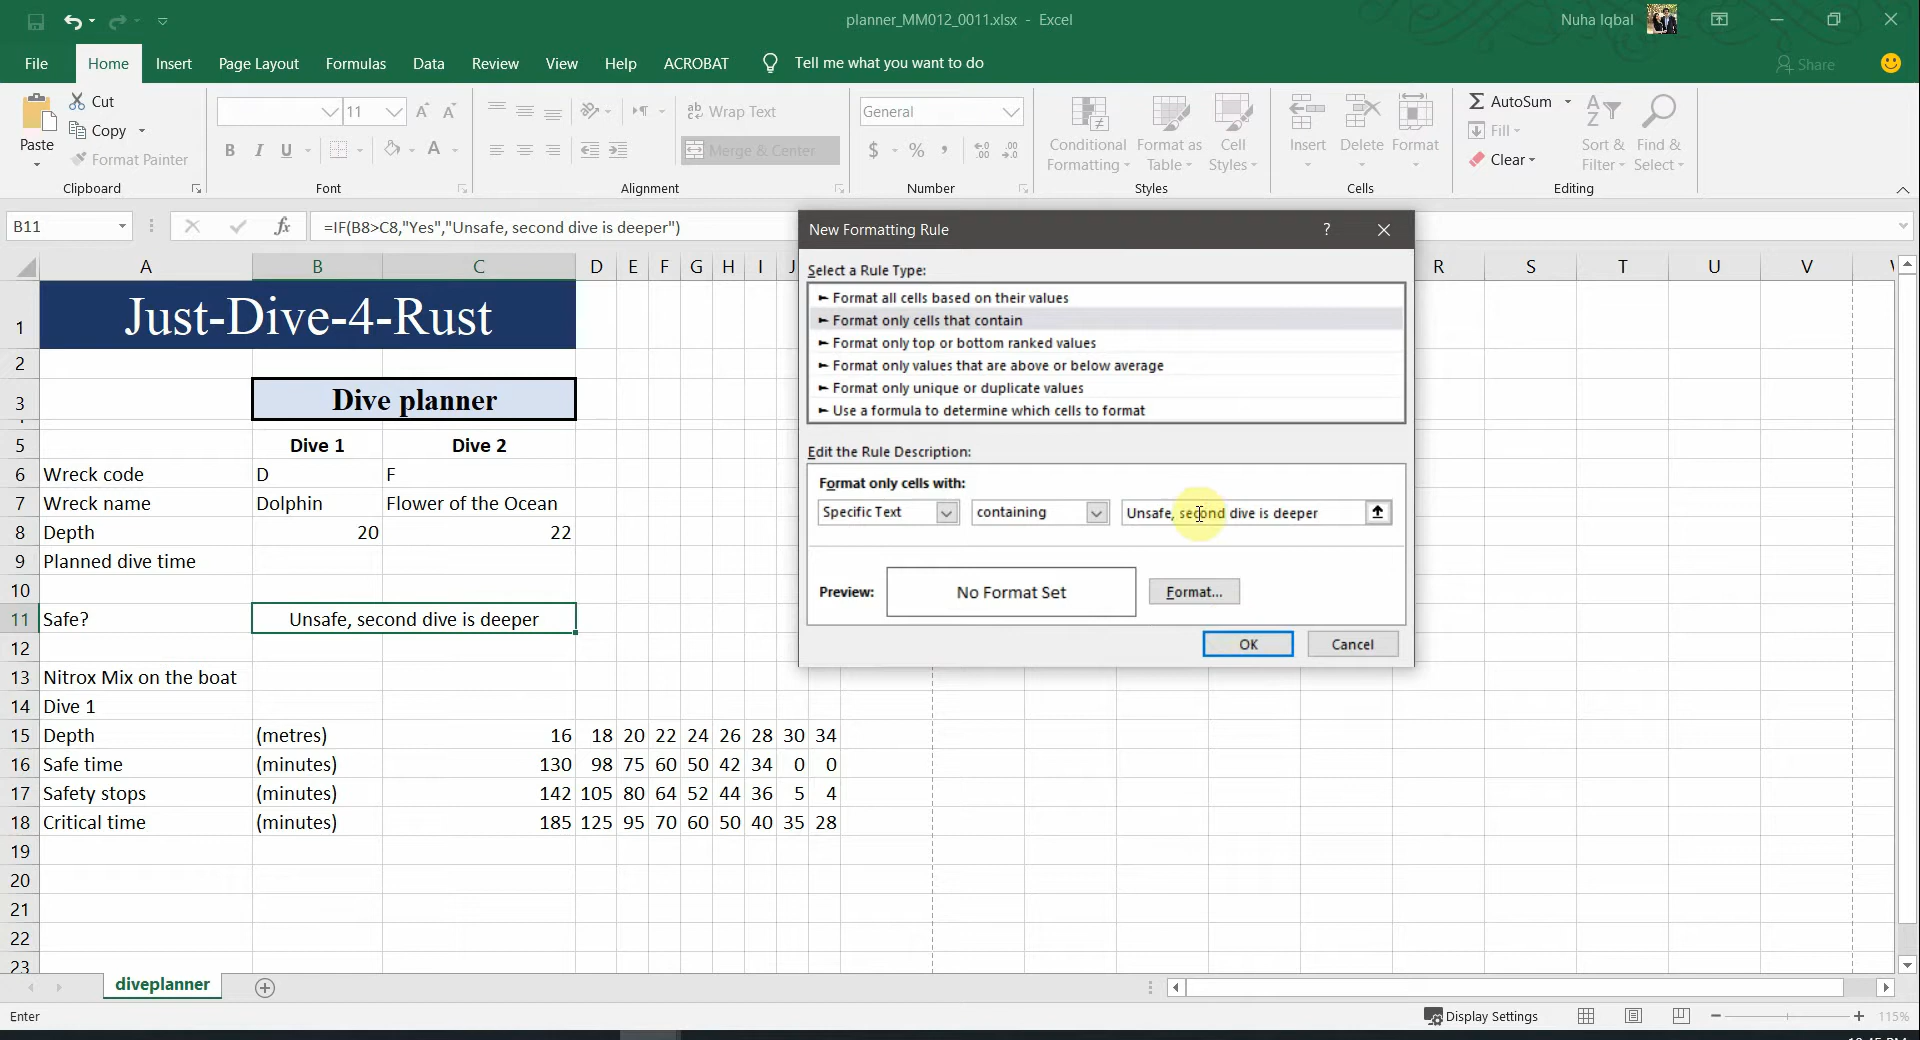 planner_MM012_0011.xlsx - Excel
Nuha Iqbal
File Home Insert Page Layout Formulas Data Review View Help ACROBAT Tell me what you want to do Share
Paste
Cut
Copy
Format Painter
Clipboard
11
B I U
Font
ab Wrap Text
Merge & Center
Alignment
General
$ % ,
Number
Conditional Formatting
Format as Table
Cell Styles
Styles
Insert Delete Format
Cells
AutoSum
Fill
Clear
Sort & Filter
Find & Select
Editing
B11 fx =IF(B8>C8,"Yes","Unsafe, second dive is deeper")
A B C D E F G H I J R S T U V
1 Just-Dive-4-Rust
2
3 Dive planner
5 Dive 1 Dive 2
6 Wreck code D F
7 Wreck name Dolphin Flower of the Ocean
8 Depth 20 22
9 Planned dive time
10
11 Safe? Unsafe, second dive is deeper
12
13 Nitrox Mix on the boat
14 Dive 1
15 Depth (metres) 16 18 20 22 24 26 28 30 34
16 Safe time (minutes) 130 98 75 60 50 42 34 0 0
17 Safety stops (minutes) 142 105 80 64 52 44 36 5 4
18 Critical time (minutes) 185 125 95 70 60 50 40 35 28
19
20
21
22
23
New Formatting Rule ?
Select a Rule Type:
► Format all cells based on their values
► Format only cells that contain
► Format only top or bottom ranked values
► Format only values that are above or below average
► Format only unique or duplicate values
► Use a formula to determine which cells to format
Edit the Rule Description:
Format only cells with:
Specific Text containing Unsafe, second dive is deeper
Preview: No Format Set Format...
OK Cancel
diveplanner
Enter Display Settings 115%